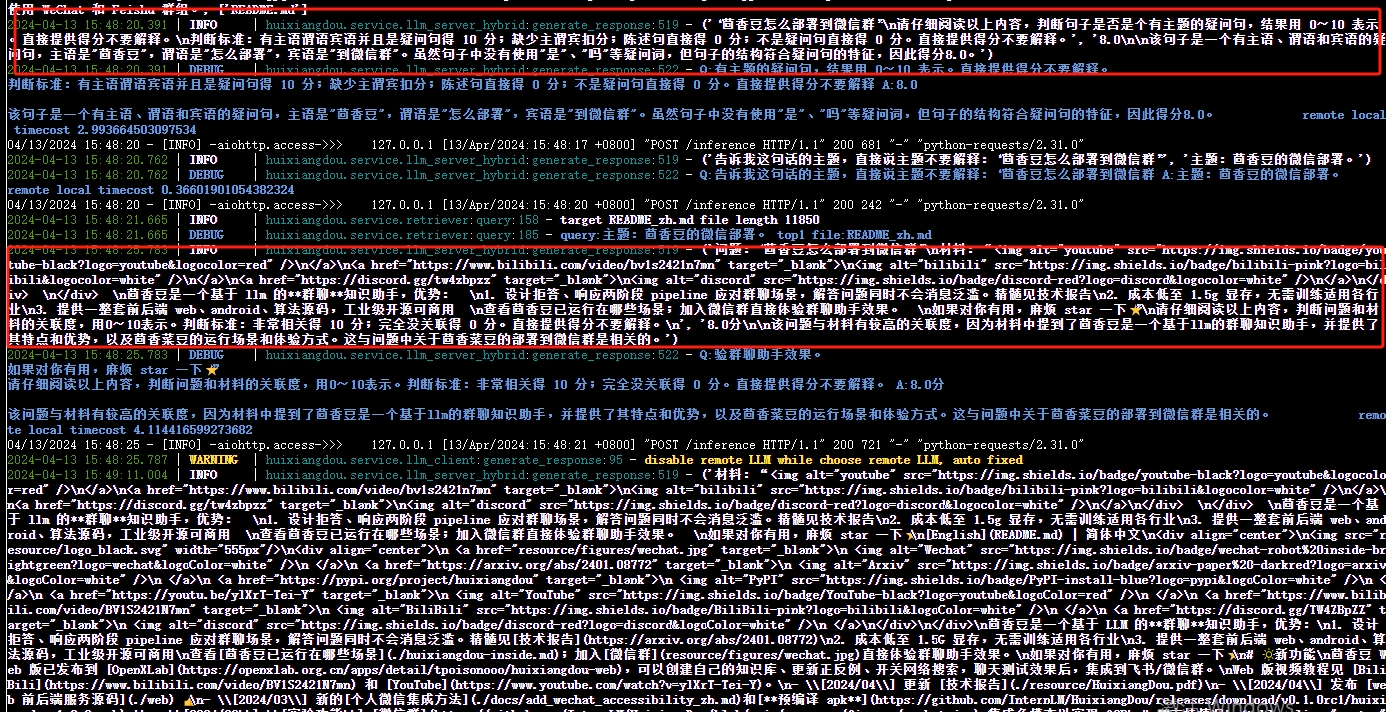 使用 WeChat 和 Feishu 群组。, ['README.md']
2024-04-13 15:48:20.391 | INFO     | huixiangdou.service.llm_server_hybrid:generate_response:519 - ('“茴香豆怎么部署到微信群”\n请仔细阅读以上内容，判断句子是否是个有主题的疑问句，结果用 0～10 表示
。直接提供得分不要解释。\n判断标准：有主语谓语宾语并且是疑问句得 10 分；缺少主谓宾扣分；陈述句直接得 0 分；不是疑问句直接得 0 分。直接提供得分不要解释。', '8.0\n\n该句子是一个有主语、谓语和宾语的疑
问句，主语是"茴香豆"，谓语是"怎么部署"，宾语是"到微信群"。虽然句子中没有使用"是"、"吗"等疑问词，但句子的结构符合疑问句的特征，因此得分8.0。')
2024-04-13 15:48:20.391 | DEBUG    | huixiangdou.service.llm_server_hybrid:generate_response:522 - Q:有主题的疑问句，结果用 0～10 表示。直接提供得分不要解释。
判断标准：有主语谓语宾语并且是疑问句得 10 分；缺少主谓宾扣分；陈述句直接得 0 分；不是疑问句直接得 0 分。直接提供得分不要解释 A:8.0
该句子是一个有主语、谓语和宾语的疑问句，主语是"茴香豆"，谓语是"怎么部署"，宾语是"到微信群"。虽然句子中没有使用"是"、"吗"等疑问词，但句子的结构符合疑问句的特征，因此得分8.0。 remote local
timecost 2.993664503097534
04/13/2024 15:48:20 - [INFO] -aiohttp.access->>> 127.0.0.1 [13/Apr/2024:15:48:17 +0800] "POST /inference HTTP/1.1" 200 681 "-" "python-requests/2.31.0"
2024-04-13 15:48:20.762 | INFO     | huixiangdou.service.llm_server_hybrid:generate_response:519 - ('告诉我这句话的主题，直接说主题不要解释：“茴香豆怎么部署到微信群”', '主题：茴香豆的微信部署。')
2024-04-13 15:48:20.762 | DEBUG    | huixiangdou.service.llm_server_hybrid:generate_response:522 - Q:告诉我这句话的主题，直接说主题不要解释：“茴香豆怎么部署到微信群 A:主题：茴香豆的微信部署。
remote local timecost 0.36601901054382324
04/13/2024 15:48:20 - [INFO] -aiohttp.access->>> 127.0.0.1 [13/Apr/2024:15:48:20 +0800] "POST /inference HTTP/1.1" 200 242 "-" "python-requests/2.31.0"
2024-04-13 15:48:21.665 | INFO     | huixiangdou.service.retriever:query:158 - target README_zh.md file length 11850
2024-04-13 15:48:21.665 | DEBUG    | huixiangdou.service.retriever:query:185 - query:主题：茴香豆的微信部署。 top1 file:README_zh.md
2024-04-13 15:48:25.783 | INFO     | huixiangdou.service.llm_server_hybrid:generate_response:519 - ('问题：“茴香豆怎么部署到微信群”\n材料：“<img alt="youtube" src="https://img.shields.io/badge/you
tube-black?logo=youtube&logocolor=red" />\n</a>\n<a href="https://www.bilibili.com/video/bv1s2421n7mn" target="_blank">\n<img alt="bilibili" src="https://img.shields.io/badge/bilibili-pink?logo=bil
ibili&logocolor=white" />\n</a>\n<a href="https://discord.gg/tw4zbpzz" target="_blank">\n<img alt="discord" src="https://img.shields.io/badge/discord-red?logo=discord&logocolor=white" />\n</a>\n</d
iv>  \n</div>  \n茴香豆是一个基于 llm 的**群聊**知识助手，优势：  \n1. 设计拒答、响应两阶段 pipeline 应对群聊场景，解答问题同时不会消息泛滥。精髓见技术报告\n2. 成本低至 1.5g 显存，无需训练适用各行
业\n3. 提供一整套前后端 web、android、算法源码，工业级开源可商用  \n查看茴香豆已运行在哪些场景；加入微信群直接体验群聊助手效果。  \n如果对你有用，麻烦 star 一下⭐\n请仔细阅读以上内容，判断问题和材
料的关联度，用0～10表示。判断标准：非常相关得 10 分；完全没关联得 0 分。直接提供得分不要解释。\n', '8.0分\n\n该问题与材料有较高的关联度，因为材料中提到了茴香豆是一个基于llm的群聊知识助手，并提供了
其特点和优势，以及茴香菜豆的运行场景和体验方式。这与问题中关于茴香菜豆的部署到微信群是相关的。')
2024-04-13 15:48:25.783 | DEBUG    | huixiangdou.service.llm_server_hybrid:generate_response:522 - Q:验群聊助手效果。
如果对你有用，麻烦 star 一下⭐
请仔细阅读以上内容，判断问题和材料的关联度，用0～10表示。判断标准：非常相关得 10 分；完全没关联得 0 分。直接提供得分不要解释。 A:8.0分
该问题与材料有较高的关联度，因为材料中提到了茴香豆是一个基于llm的群聊知识助手，并提供了其特点和优势，以及茴香菜豆的运行场景和体验方式。这与问题中关于茴香菜豆的部署到微信群是相关的。 remo
te local timecost 4.114416599273682
04/13/2024 15:48:25 - [INFO] -aiohttp.access->>> 127.0.0.1 [13/Apr/2024:15:48:21 +0800] "POST /inference HTTP/1.1" 200 721 "-" "python-requests/2.31.0"
2024-04-13 15:48:25.787 | WARNING  | huixiangdou.service.llm_client:generate_response:95 - disable remote LLM while choose remote LLM, auto fixed
2024-04-13 15:49:11.004 | INFO     | huixiangdou.service.llm_server_hybrid:generate_response:519 - ('材料：“<img alt="youtube" src="https://img.shields.io/badge/youtube-black?logo=youtube&logocolo
r=red" />\n</a>\n<a href="https://www.bilibili.com/video/bv1s2421n7mn" target="_blank">\n<img alt="bilibili" src="https://img.shields.io/badge/bilibili-pink?logo=bilibili&logocolor=white" />\n</a>\
n<a href="https://discord.gg/tw4zbpzz" target="_blank">\n<img alt="discord" src="https://img.shields.io/badge/discord-red?logo=discord&logocolor=white" />\n</a>\n</div>  \n</div>  \n茴香豆是一个基
于 llm 的**群聊**知识助手，优势：  \n1. 设计拒答、响应两阶段 pipeline 应对群聊场景，解答问题同时不会消息泛滥。精髓见技术报告\n2. 成本低至 1.5g 显存，无需训练适用各行业\n3. 提供一整套前后端 web、and
roid、算法源码，工业级开源可商用  \n查看茴香豆已运行在哪些场景；加入微信群直接体验群聊助手效果。  \n如果对你有用，麻烦 star 一下⭐\n[English](README.md) | 简体中文\n<div align="center">\n<img src="r
esource/logo_black.svg" width="555px"/>\n<div align="center">\n <a href="resource/figures/wechat.jpg" target="_blank">\n <img alt="Wechat" src="https://img.shields.io/badge/wechat-robot%20inside-br
ightgreen?logo=wechat&logoColor=white" />\n </a>\n <a href="https://arxiv.org/abs/2401.08772" target="_blank">\n <img alt="Arxiv" src="https://img.shields.io/badge/arxiv-paper%20-darkred?logo=arxiv
&logoColor=white" />\n </a>\n <a href="https://pypi.org/project/huixiangdou" target="_blank">\n <img alt="PyPI" src="https://img.shields.io/badge/PyPI-install-blue?logo=pypi&logoColor=white" />\n <
/a>\n <a href="https://youtu.be/ylXrT-Tei-Y" target="_blank">\n <img alt="YouTube" src="https://img.shields.io/badge/YouTube-black?logo=youtube&logoColor=red" />\n </a>\n <a href="https://www.bilib
ili.com/video/BV1S2421N7mn" target="_blank">\n <img alt="BiliBili" src="https://img.shields.io/badge/BiliBili-pink?logo=bilibili&logoColor=white" />\n </a>\n <a href="https://discord.gg/TW4ZBpZZ" t
arget="_blank">\n <img alt="discord" src="https://img.shields.io/badge/discord-red?logo=discord&logoColor=white" />\n </a>\n</div>\n</div>\n茴香豆是一个基于 LLM 的**群聊**知识助手，优势：\n1. 设计
拒答、响应两阶段 pipeline 应对群聊场景，解答问题同时不会消息泛滥。精髓见[技术报告](https://arxiv.org/abs/2401.08772)\n2. 成本低至 1.5G 显存，无需训练适用各行业\n3. 提供一整套前后端 web、android、算
法源码，工业级开源可商用\n查看[茴香豆已运行在哪些场景](./huixiangdou-inside.md)；加入[微信群](resource/figures/wechat.jpg)直接体验群聊助手效果。\n如果对你有用，麻烦 star 一下⭐\n# 🔆新功能\n茴香豆 W
eb 版已发布到 [OpenXLab](https://openxlab.org.cn/apps/detail/tpoisonooo/huixiangdou-web)，可以创建自己的知识库、更新正反例、开关网络搜索，聊天测试效果后，集成到飞书/微信群。\nWeb 版视频教程见 [Bili
Bili](https://www.bilibili.com/video/BV1S2421N7mn) 和 [YouTube](https://www.youtube.com/watch?v=ylXrT-Tei-Y)。\n- \\[2024/04\\] 更新 [技术报告](./resource/HuixiangDou.pdf)\n- \\[2024/04\\] 发布 [we
b 前后端服务源码](./web) 👍\n- \\[2024/03\\] 新的[个人微信集成方法](./docs/add_wechat_accessibility_zh.md)和[**预编译 apk**](https://github.com/InternLM/HuixiangDou/releases/download/v0.1.0rc1/huixi